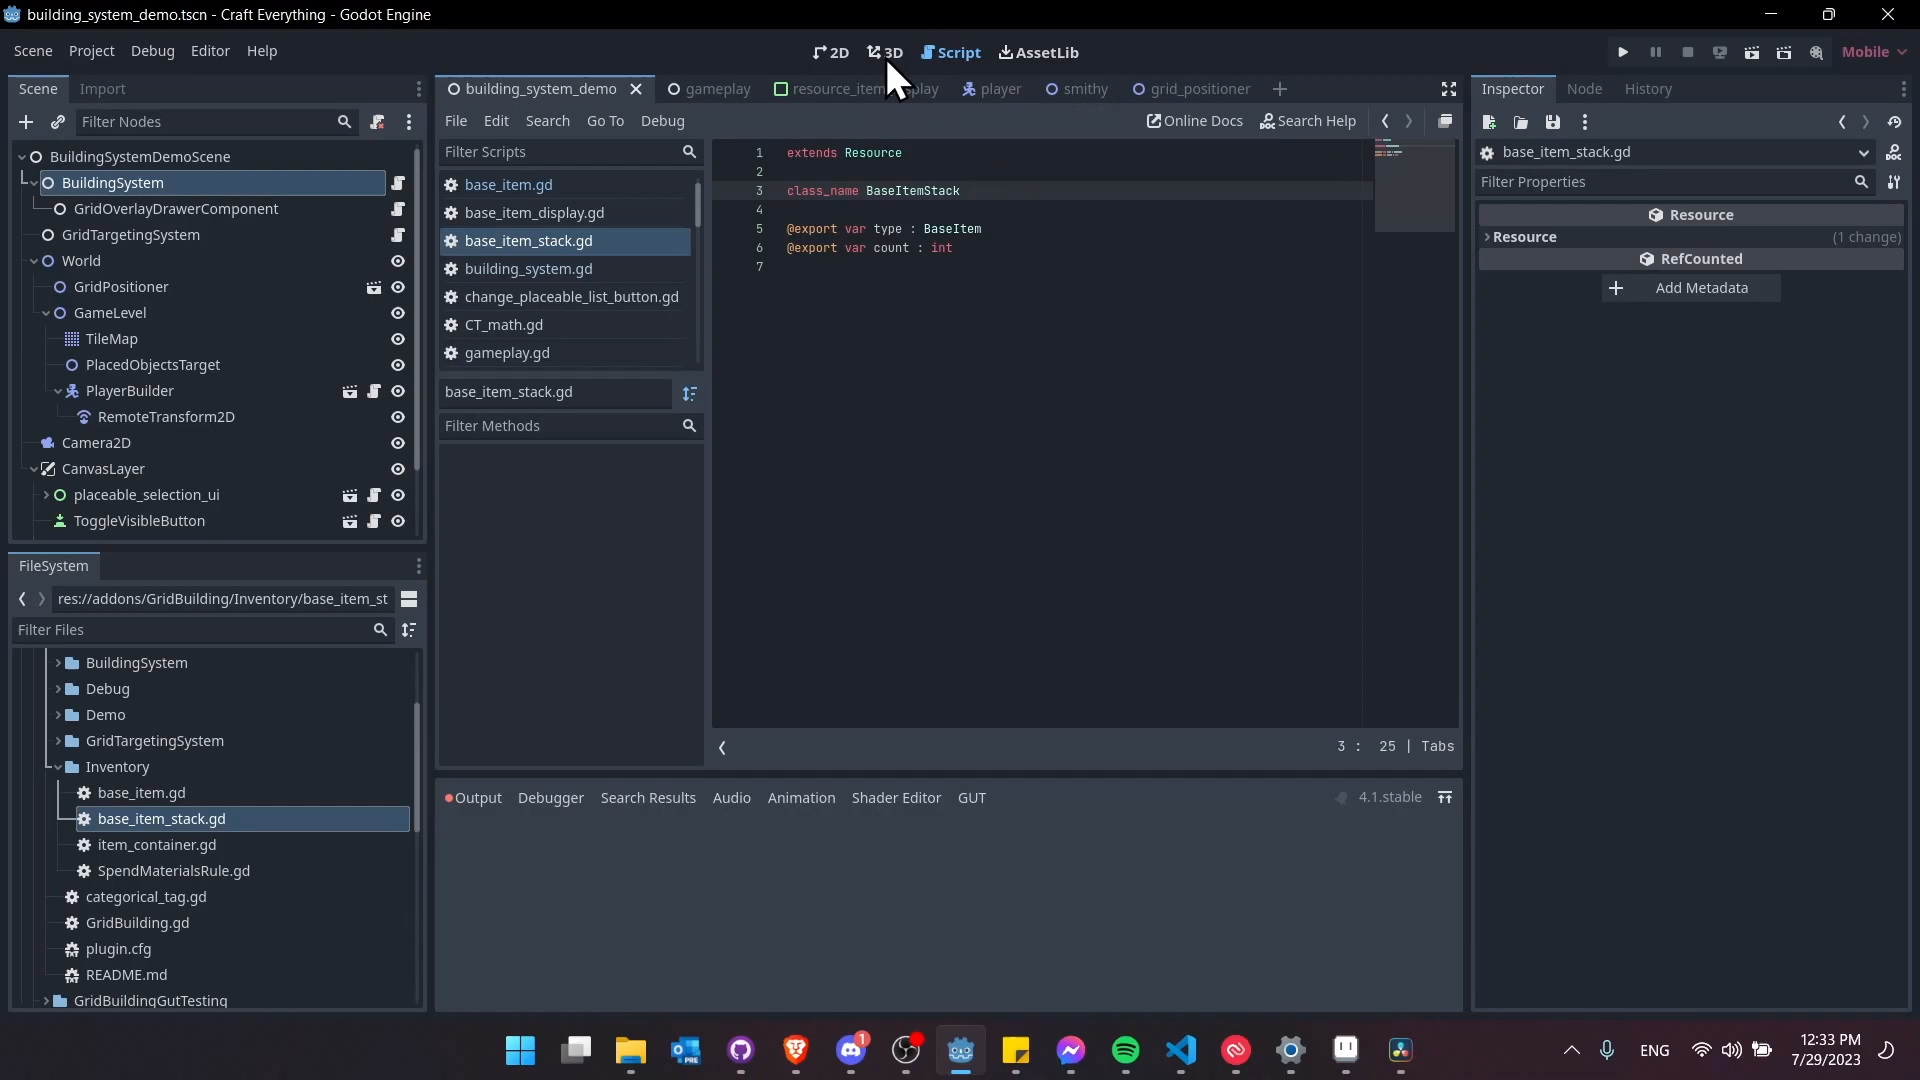 building_system_demo.tscn - Craft Everything - Godot Engine
Scene Project Debug Editor Help
2D 3D Script AssetLib
Mobile
Scene Import
Filter Nodes
BuildingSystemDemoScene
BuildingSystem
GridOverlayDrawerComponent
GridTargetingSystem
World
GridPositioner
GameLevel
TileMap
PlacedObjectsTarget
PlayerBuilder
RemoteTransform2D
Camera2D
CanvasLayer
placeable_selection_ui
ToggleVisibleButton
FileSystem
res://addons/GridBuilding/Inventory/base_item_st
Filter Files
BuildingSystem
Debug
Demo
GridTargetingSystem
Inventory
base_item.gd
base_item_stack.gd
item_container.gd
SpendMaterialsRule.gd
categorical_tag.gd
GridBuilding.gd
plugin.cfg
README.md
GridBuildingGutTesting
building_system_demo gameplay player smithy grid_positioner
File Edit Search Go To Debug
Online Docs Search Help
Filter Scripts
base_item.gd
base_item_display.gd
base_item_stack.gd
building_system.gd
change_placeable_list_button.gd
CT_math.gd
gameplay.gd
base_item_stack.gd
Filter Methods
1 extends Resource
2
3 class_name BaseItemStack
4
5 @export var type : BaseItem
6 @export var count : int
7
3 : 25 | Tabs
Output Debugger Search Results Audio Animation Shader Editor GUT
4.1.stable
Inspector Node History
base_item_stack.gd
Filter Properties
Resource
Resource (1 change)
RefCounted
Add Metadata
PRE
1
ENG
12:33 PM
7/29/2023